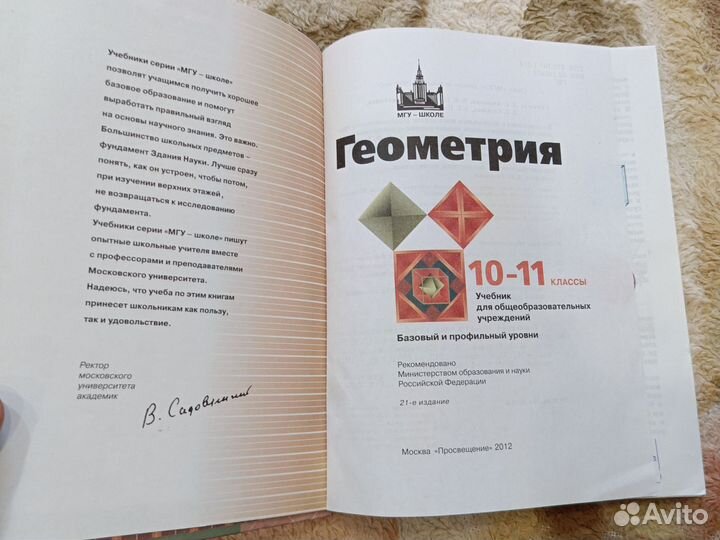 Учебники серии «МГУ – школе»
позволят учащимся получить хорошее
базовое образование и помогут
выработать правильный взгляд
на основы научного знания. Это важно.
Большинство школьных предметов –
фундамент Здания Науки. Лучше сразу
понять, как он устроен, чтобы потом,
при изучении верхних этажей,
не возвращаться к исследованию
фундамента.
Учебники серии «МГУ – школе» пишут
опытные школьные учителя вместе
с профессорами и преподавателями
Московского университета.
Надеюсь, что учеба по этим книгам
принесет школьникам как пользу,
так и удовольствие.
Ректор
московского
университета
академик
В. Садовничий
МГУ – ШКОЛЕ
Геометрия
10–11 КЛАССЫ
Учебник
для общеобразовательных
учреждений
Базовый и профильный уровни
Рекомендовано
Министерством образования и науки
Российской Федерации
21-е издание
Москва «Просвещение» 2012
3
Avito